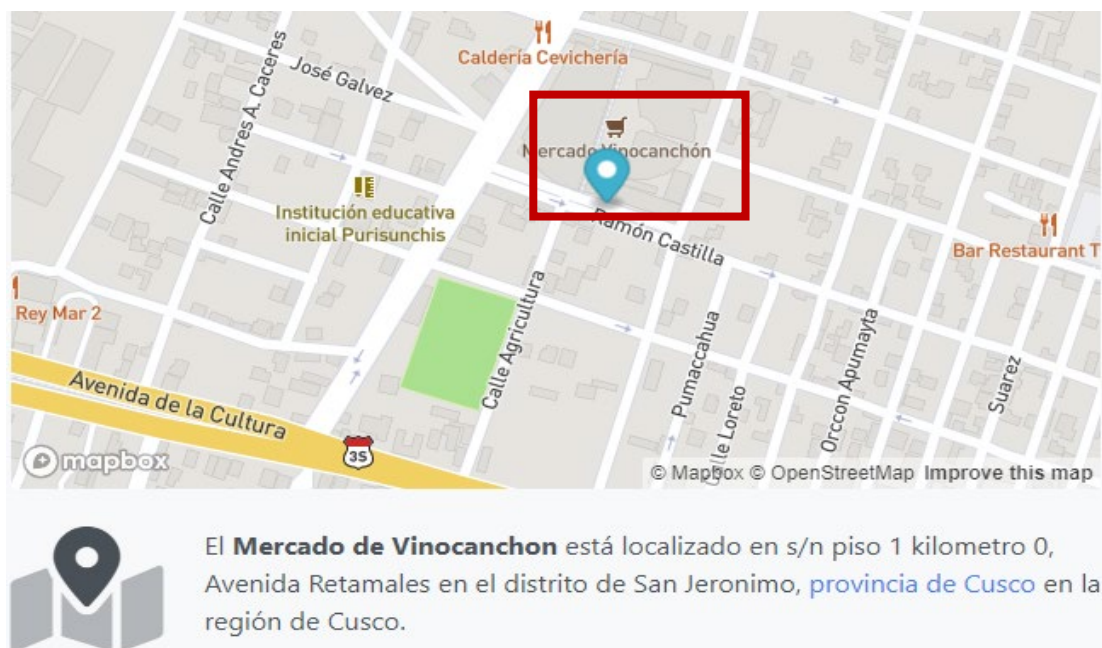 Caldería Cevichería
José Galvez
Calle Andres A. Caceres
Mercado Vinocanchón
Institución educativa
inicial Purisunchis
Ramón Castilla
Bar Restaurant T
Rey Mar 2
Calle Agricultura
Pumaccahua
Orccon Apumayta
Suarez
Avenida de la Cultura
3S
mapbox
© Mapbox © OpenStreetMap Improve this map
El Mercado de Vinocanchon está localizado en s/n piso 1 kilometro 0,
Avenida Retamales en el distrito de San Jeronimo, provincia de Cusco en la
región de Cusco.